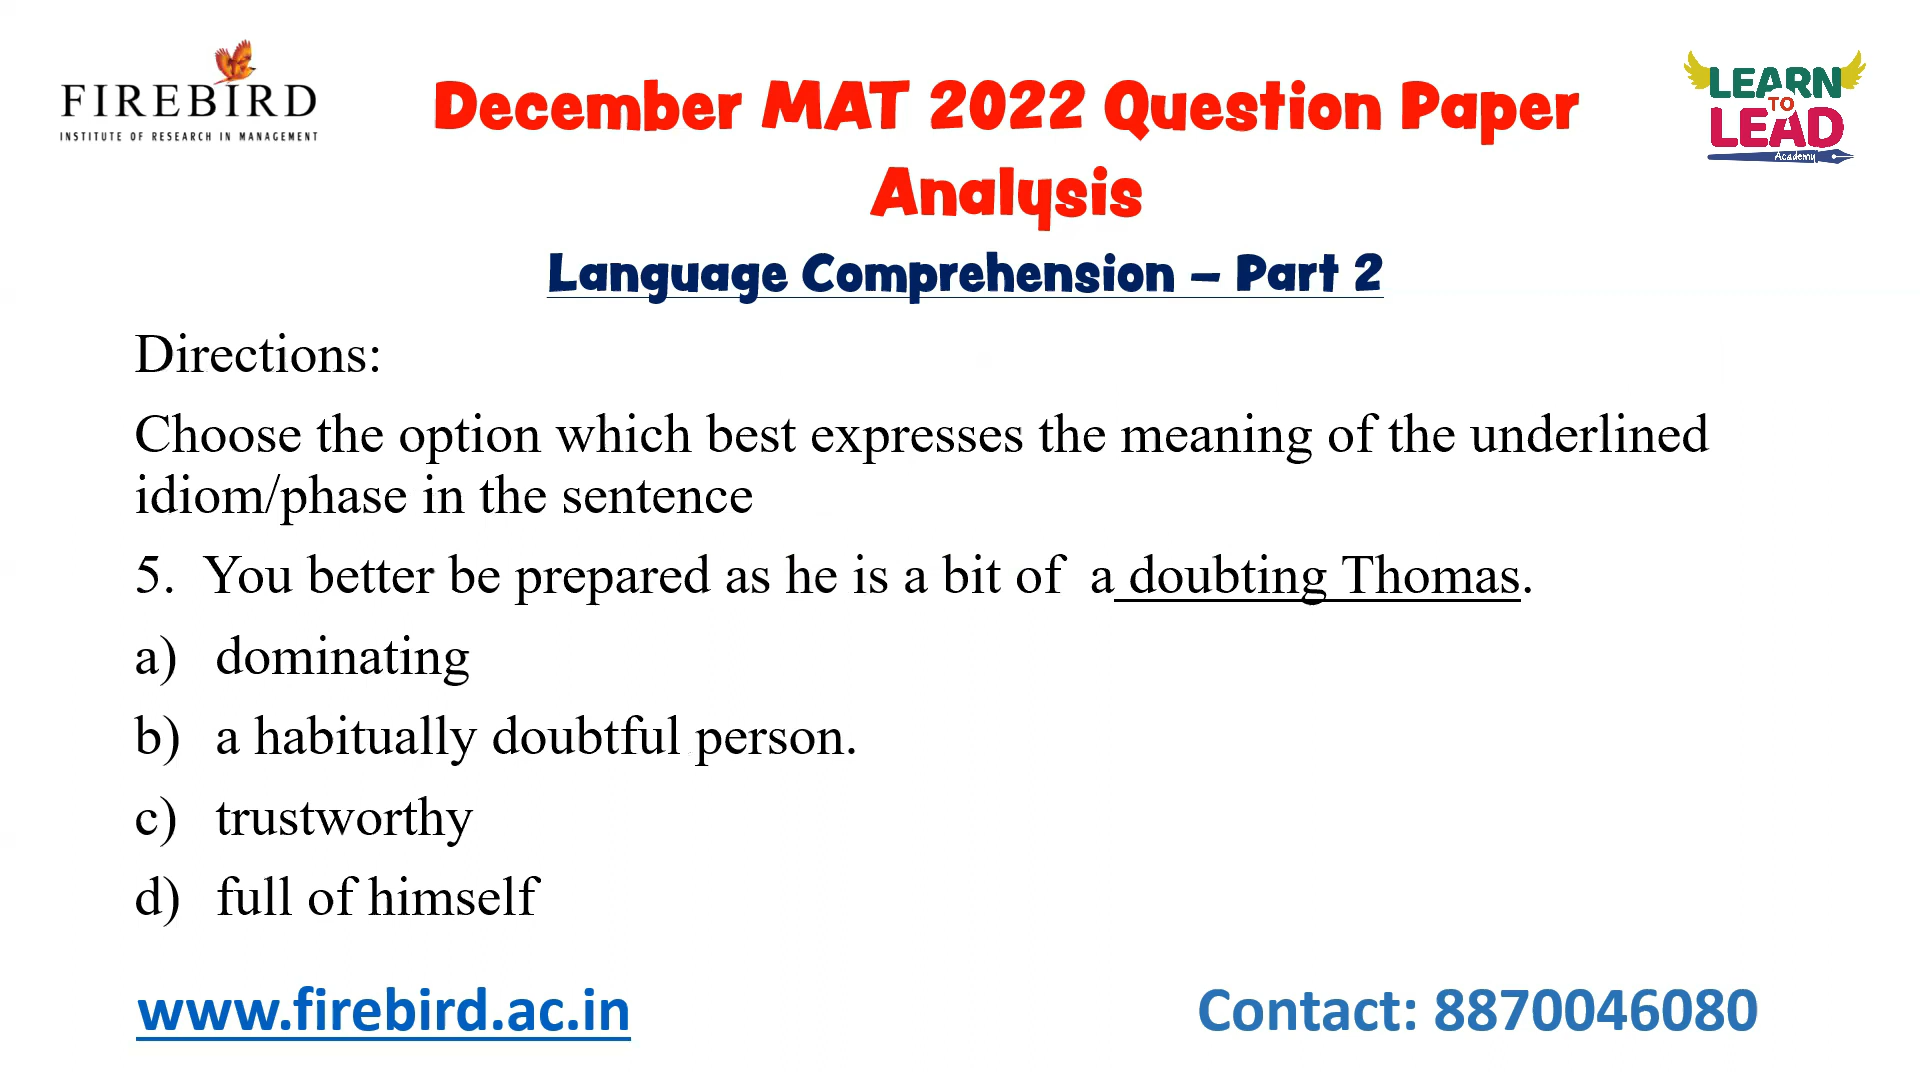 FIREBIRD
INSTITUTE OF RESEARCH IN MANAGEMENT
December MAT 2022 Question Paper
Analysis
LEARN
TO
LEAD
Academy
Language Comprehension – Part 2
Directions:
Choose the option which best expresses the meaning of the underlined
idiom/phase in the sentence
5. You better be prepared as he is a bit of a doubting Thomas.
a) dominating
b) a habitually doubtful person.
c) trustworthy
d) full of himself
www.firebird.ac.in
Contact: 8870046080